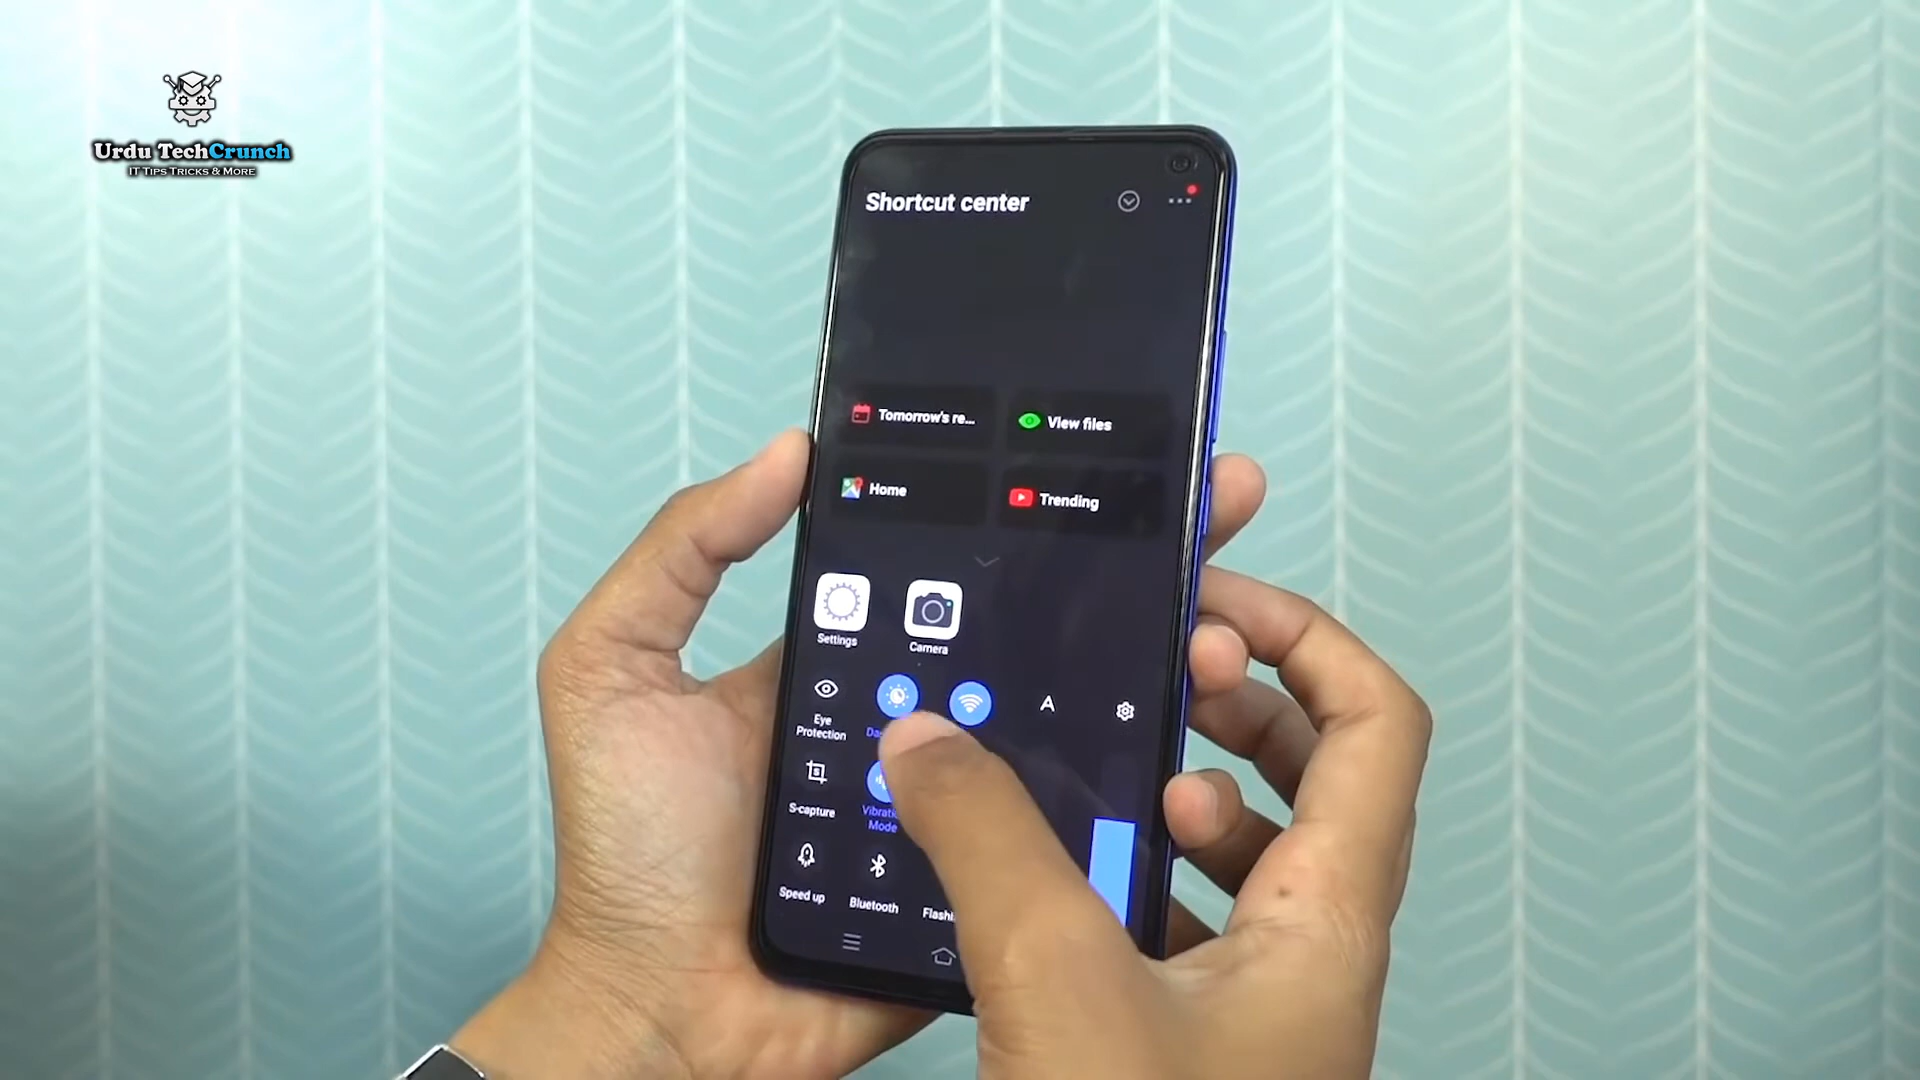 Urdu TechCrunch
IT Tips Tricks & More
Shortcut center
Tomorrow's re...
View files
Home
Trending
Settings
Camera
A
Eye
Protection
S-capture
Mode
Speed up
Bluetooth